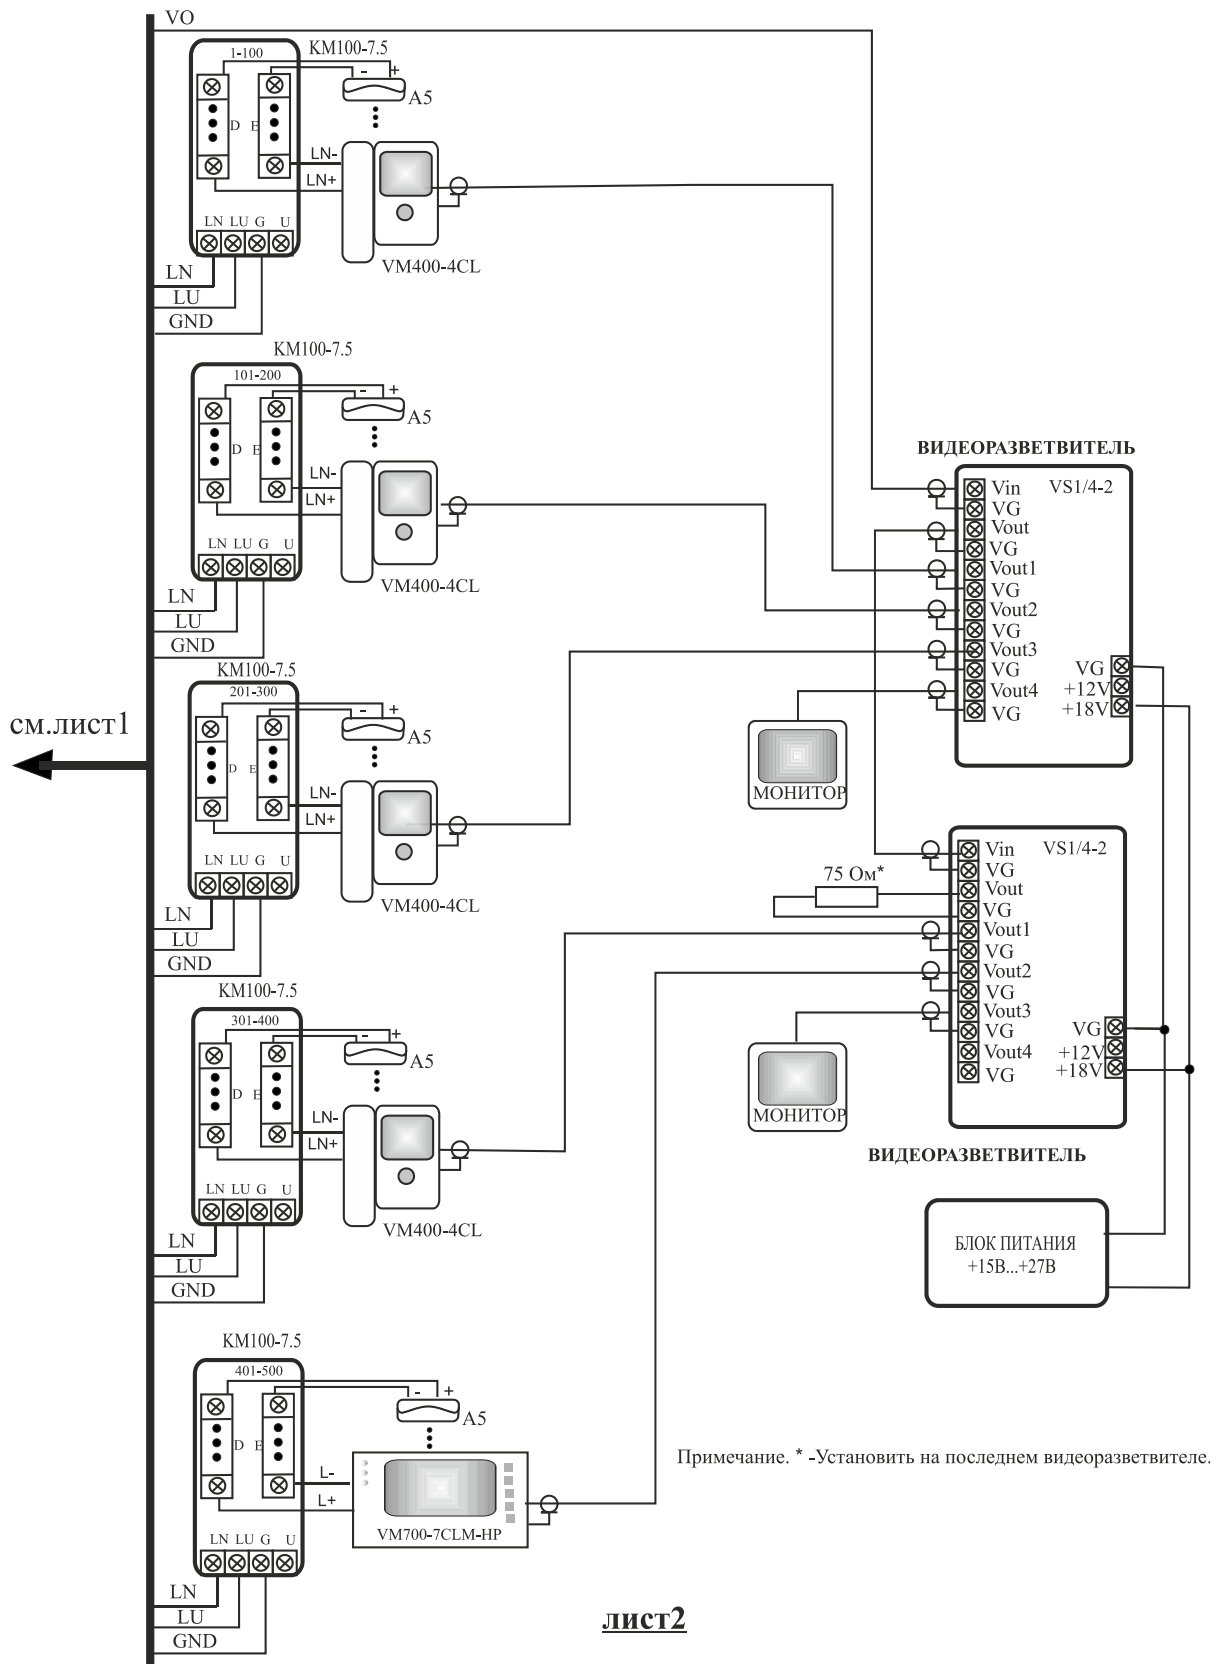 VO
KM100-7.5
1-100
- +
A5
D E
LN-
LN+
LN LU G U
VM400-4CL
LN
LU
GND
KM100-7.5
101-200
- +
A5
D E
LN-
LN+
LN LU G U
VM400-4CL
LN
LU
GND
KM100-7.5
201-300
- +
A5
D E
LN-
LN+
LN LU G U
VM400-4CL
LN
LU
GND
см.лист1
KM100-7.5
301-400
- +
A5
D E
LN-
LN+
LN LU G U
VM400-4CL
LN
LU
GND
KM100-7.5
401-500
- +
A5
D E
L-
L+
VM700-7CLM-HP
LN LU G U
LN
LU
GND
ВИДЕОРАЗВЕТВИТЕЛЬ
VS1/4-2
Vin
VG
Vout
VG
Vout1
VG
Vout2
VG
Vout3
VG
Vout4
VG
VG
+12V
+18V
МОНИТОР
VS1/4-2
75 Ом*
Vin
VG
Vout
VG
Vout1
VG
Vout2
VG
Vout3
VG
Vout4
VG
VG
+12V
+18V
МОНИТОР
ВИДЕОРАЗВЕТВИТЕЛЬ
БЛОК ПИТАНИЯ
+15В...+27В
Примечание. * -Установить на последнем видеоразветвителе.
лист2